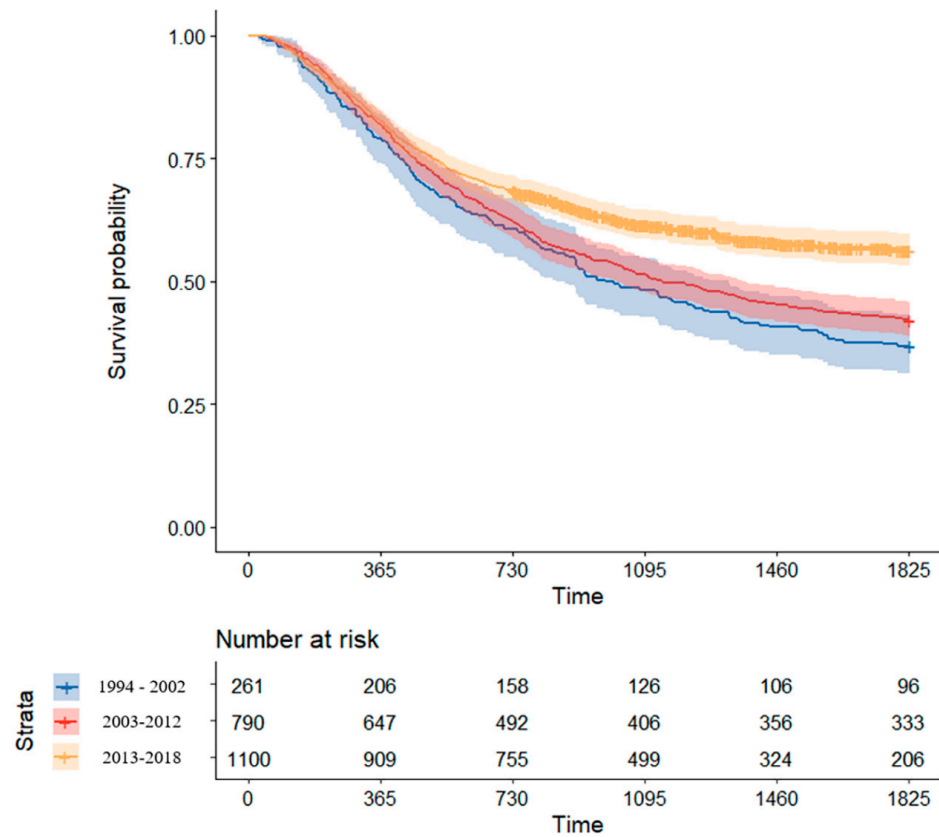 1.00
0.75
0.50
0.25
0.00
Survival probability
0 365 730 1095 1460 1825
Time
Number at risk
Strata
1994 - 2002 261 206 158 126 106 96
2003-2012 790 647 492 406 356 333
2013-2018 1100 909 755 499 324 206
0 365 730 1095 1460 1825
Time